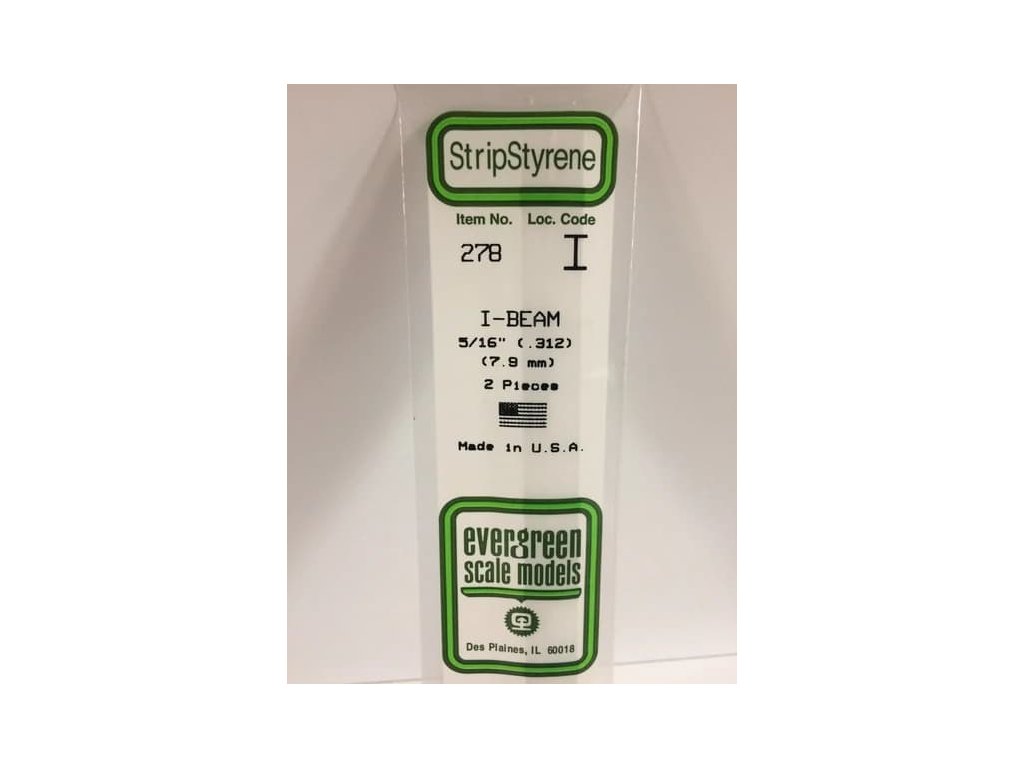 StripStyrene
Item No. Loc. Code
278 I
I-BEAM
5/16" (.312)
(7.9 mm)
2 Pieces
Made in U.S.A.
evergreen
scale models
Des Plaines, IL 60018